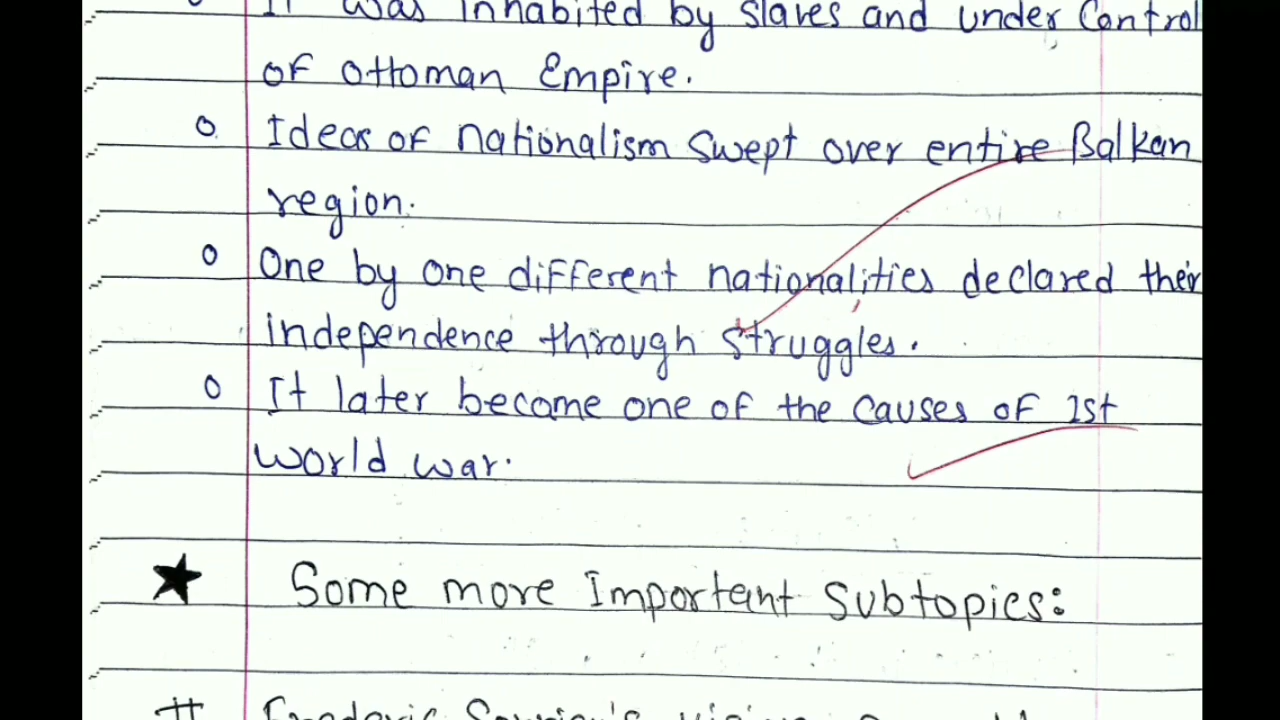 It was inhabited by Slaves and under Control
of Ottoman Empire.
o Ideas of nationalism swept over entire Balkan
region.
o One by one different nationalities declared their
independence through struggles.
o It later become one of the causes of 1st
world war.
★ Some more Important Subtopics:
# Frederic Sorrieu's